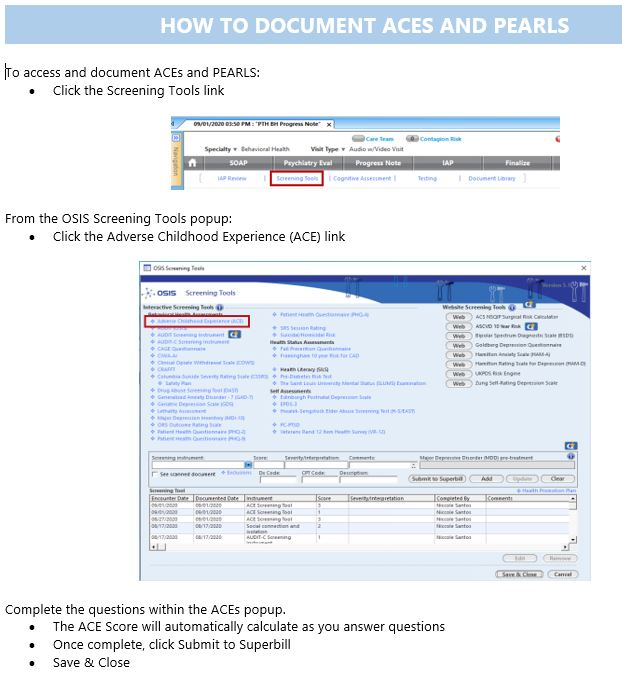 HOW TO DOCUMENT ACES AND PEARLS
To access and document ACEs and PEARLS:
• Click the Screening Tools link
09/01/2020 03:50 PM : "PTH BH Progress Note" x
Care Team Contagion Risk
Navigation
Specialty Behavioral Health Visit Type Audio w/Video Visit
SOAP Psychiatry Eval Progress Note IAP Finalize
[ IAP Review | Screening Tools | Cognitive Assessment | Testing | Document Library ]
From the OSIS Screening Tools popup:
• Click the Adverse Childhood Experience (ACE) link
OSIS Screening Tools
OSIS Screening Tools
Interactive Screening Tools
Website Screening Tools
Behavioral Health Assessments
Adverse Childhood Experience (ACE)
AUDIT Screening Instrument
AUDIT-C Screening Instrument
CAGE Questionnaire
Clinical Opiate Withdrawal Scale (COWS)
CRAFFT
Columbia-Suicide Severity Rating Scale (CSSRS)
Safety Plan
Drug Abuse Screening Tool (DAST)
Generalized Anxiety Disorder - 7 (GAD-7)
Geriatric Depression Scale (GDS)
Lethality Assessment
Major Depression Inventory (MDI-10)
ORS Outcome Rating Scale
Patient Health Questionnaire (PHQ-2)
Patient Health Questionnaire (PHQ-9)
Patient Health Questionnaire (PHQ-A)
SRS Session Rating
Suicidal/Homicidal Risk
Health Status Assessments
Fall Prevention Questionnaire
Framingham 10 year Risk For CAD
Health Literacy (SILS)
Pre-Diabetes Risk Test
The Saint Louis University Mental Status (SLUMS) Examination
Self Assessments
Edinburgh Postnatal Depression Scale
EPDS-3
Hwalek-Sengstock Elder Abuse Screening Test (H-S/EAST)
PC-PTSD
Veterans Rand 12 Item Health Survey (VR-12)
Web ACS NSQIP Surgical Risk Calculator
Web ASCVD 10 Year Risk
Web Bipolar Spectrum Diagnostic Scale (BSDS)
Web Goldberg Depression Questionnaire
Web Hamilton Anxiety Scale (HAM-A)
Web Hamilton Rating Scale for Depression (HAM-D)
Web UKPDS Risk Engine
Web Zung Self-Rating Depression Scale
Screening instrument: Score: Severity/Interpretation: Comments: Major Depressive Disorder (MDD) pre-treatment
See scanned document Exclusions Dx Code: CPT Code: Description:
Submit to Superbill Add Update Clear
Screening Tool Health Promotion Plan
Encounter Date Documented Date Instrument Score Severity/Interpretation Completed By Comments
09/01/2020 09/01/2020 ACE Screening Tool 3 Niccole Santos
09/01/2020 09/01/2020 ACE Screening Tool 1 Niccole Santos
08/27/2020 09/01/2020 ACE Screening Tool 3 Niccole Santos
08/17/2020 08/17/2020 Social connection and isolation 2 Niccole Santos
08/17/2020 08/17/2020 AUDIT-C Screening Instrument 1 Niccole Santos
Edit Remove
Save & Close Cancel
Complete the questions within the ACEs popup.
• The ACE Score will automatically calculate as you answer questions
• Once complete, click Submit to Superbill
• Save & Close